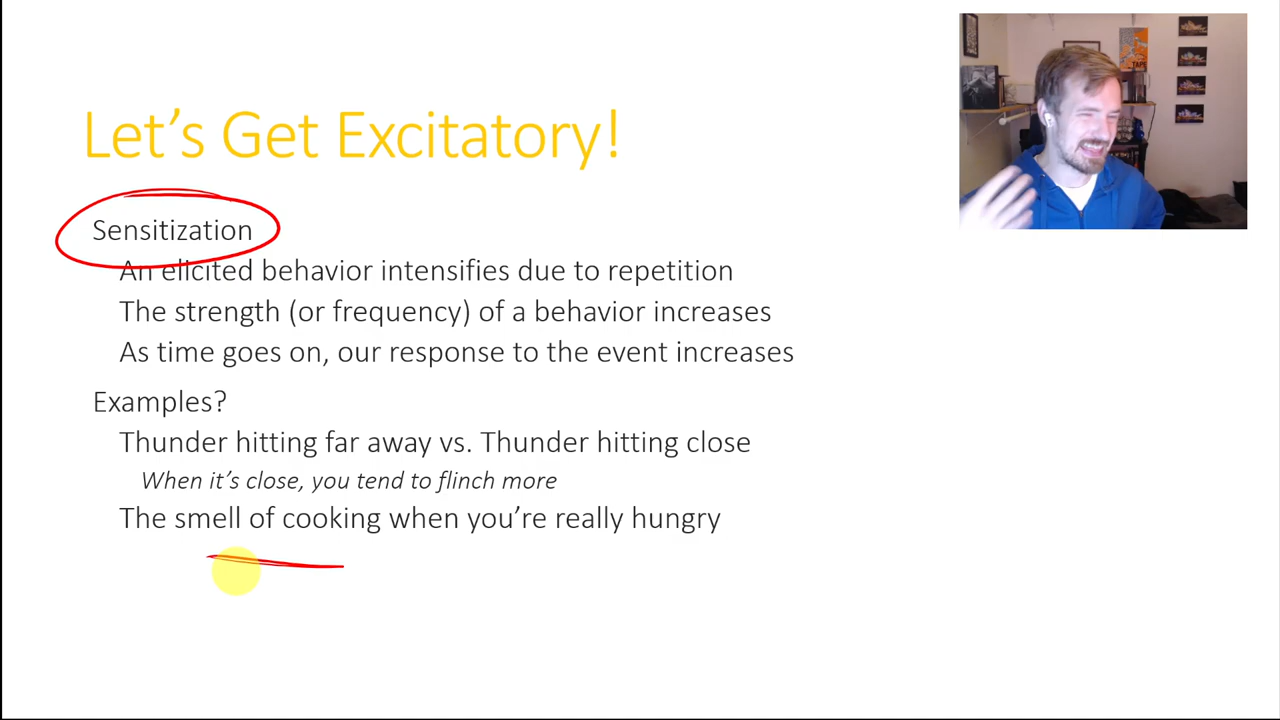 Let's Get Excitatory!
Sensitization
An elicited behavior intensifies due to repetition
The strength (or frequency) of a behavior increases
As time goes on, our response to the event increases
Examples?
Thunder hitting far away vs. Thunder hitting close
When it's close, you tend to flinch more
The smell of cooking when you're really hungry